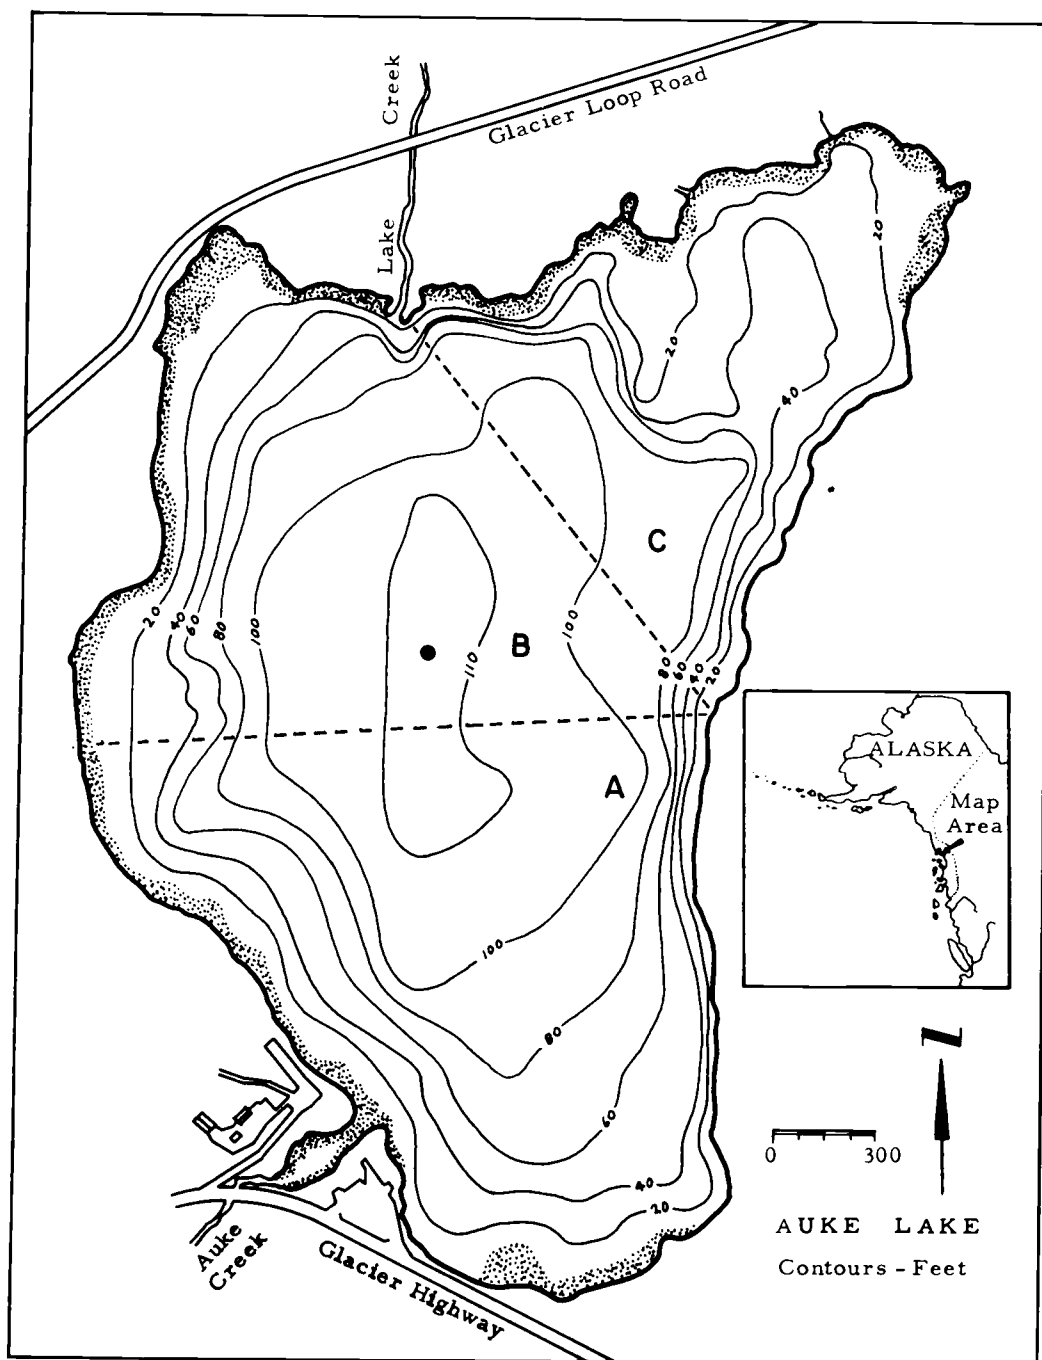 Creek
Lake
Glacier Loop Road
20
20
40
C
20
40
60
80
100
100
B
110
80
60
40
20
A
ALASKA
Map
Area
100
80
60
40
20
0 300
AUKE LAKE
Contours - Feet
Auke
Creek
Glacier Highway
N